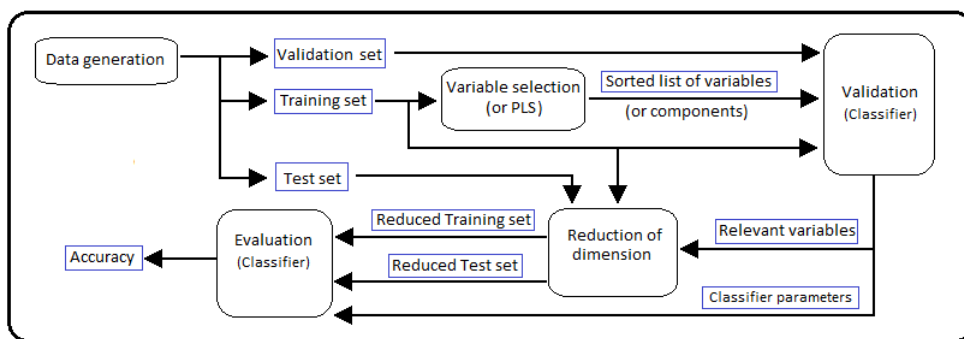 Data generation
Validation set
Training set
Test set
Variable selection
(or PLS)
Sorted list of variables
(or components)
Validation
(Classifier)
Reduced Training set
Reduced Test set
Reduction of
dimension
Relevant variables
Classifier parameters
Evaluation
(Classifier)
Accuracy